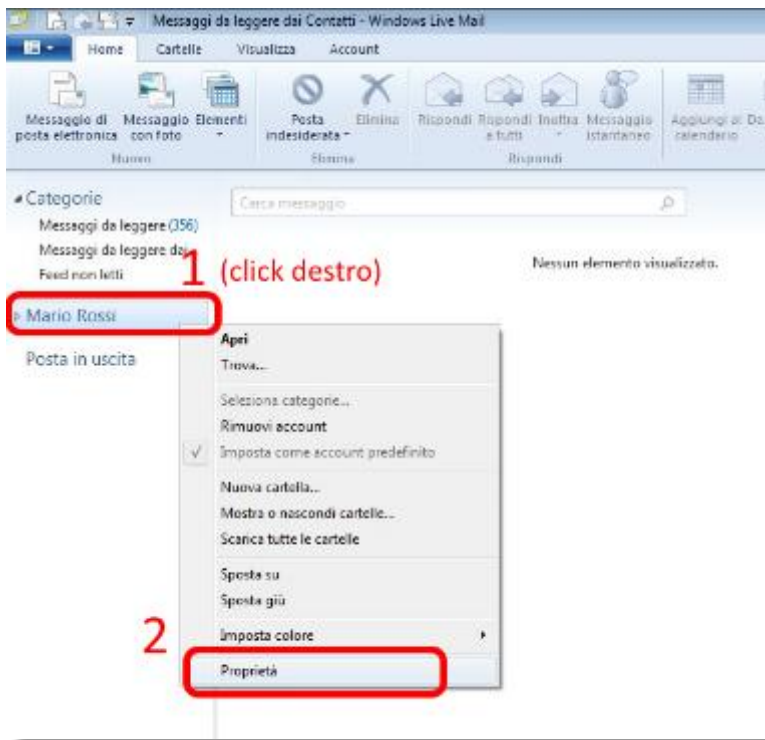 Messaggi da leggere dai Contatti - Windows Live Mail
Home Cartelle Visualizza Account
Messaggio di posta elettronica
Messaggio con foto
Elementi
Posta indesiderata
Elimina
Rispondi
Rispondi a tutti
Inoltra
Messaggio istantaneo
Aggiungi al calendario
Nuovo
Elimina
Rispondi
Categorie
Cerca messaggio
Messaggi da leggere (356)
Messaggi da leggere dai
Feed non letti
Nessun elemento visualizzato.
1 (click destro)
Mario Rossi
Posta in uscita
Apri
Trova...
Seleziona categorie...
Rimuovi account
Imposta come account predefinito
Nuova cartella...
Mostra o nascondi cartelle...
Scarica tutte le cartelle
Sposta su
Sposta giù
Imposta colore
2
Proprietà